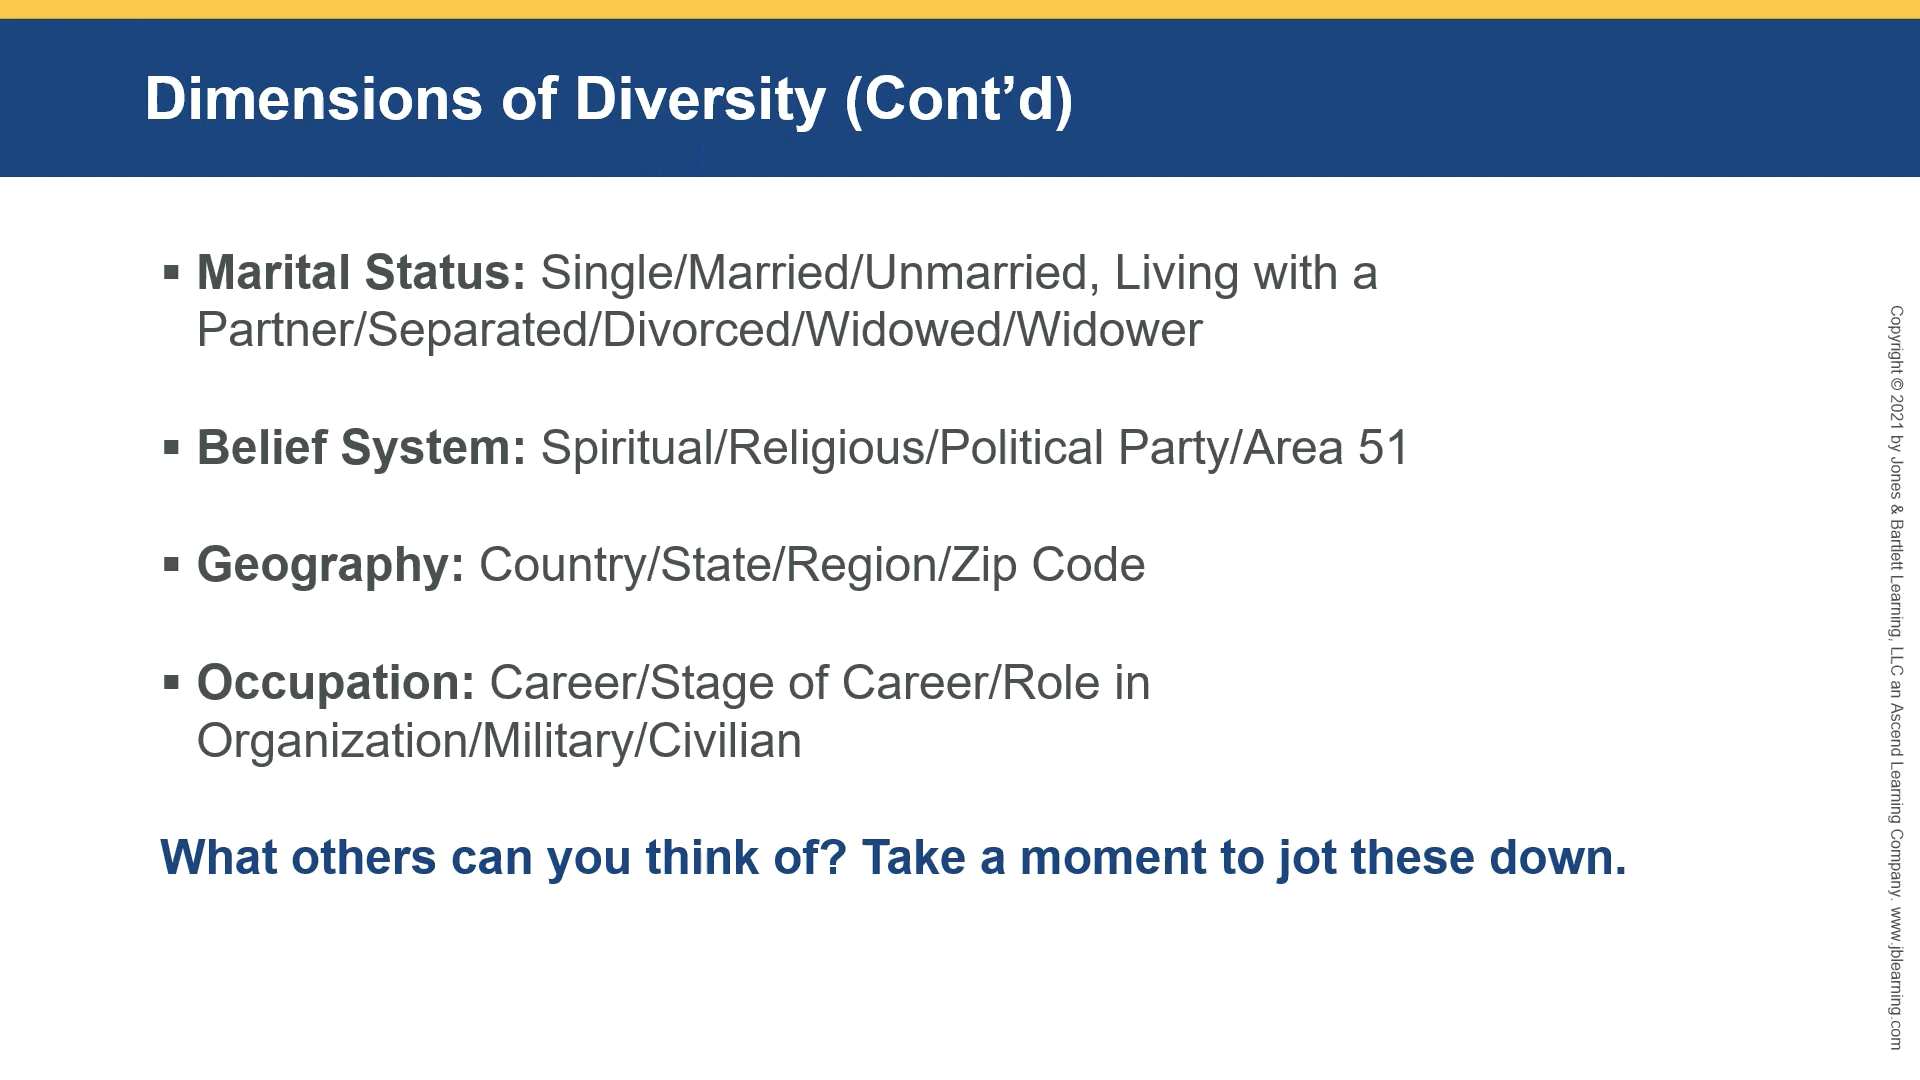 Dimensions of Diversity (Cont’d)
▪ Marital Status: Single/Married/Unmarried, Living with a
Partner/Separated/Divorced/Widowed/Widower
▪ Belief System: Spiritual/Religious/Political Party/Area 51
▪ Geography: Country/State/Region/Zip Code
▪ Occupation: Career/Stage of Career/Role in
Organization/Military/Civilian
What others can you think of? Take a moment to jot these down.
Copyright © 2021 by Jones & Bartlett Learning, LLC an Ascend Learning Company. www.jblearning.com